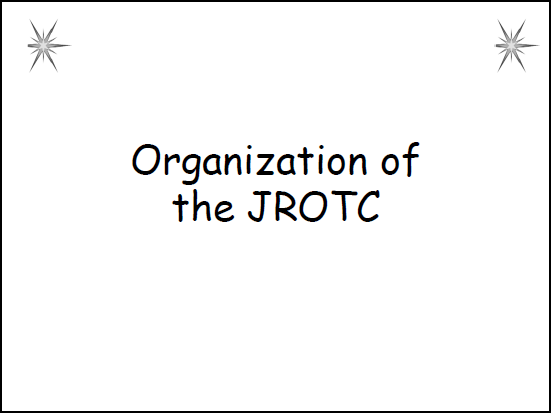 Organization of
the JROTC